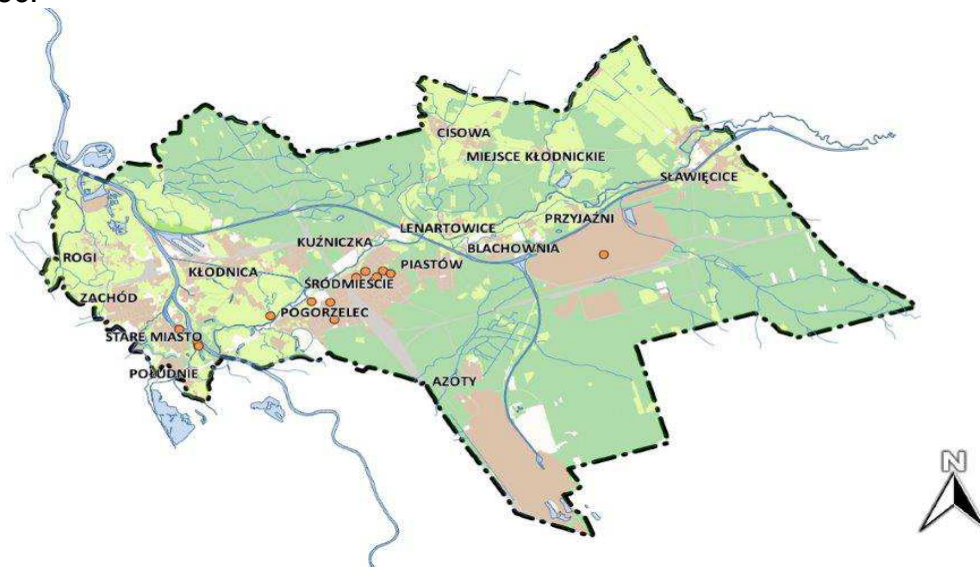 CISOWA
MIEJSCE KŁODNICKIE
SŁAWIĘCICE
PRZYJAŹNI
LENARTOWICE
KUŹNICZKA
BLACHOWNIA
ROGI
PIASTÓW
KŁODNICA
ŚRÓDMIEŚCIE
ZACHÓD
POGORZELEC
STARE MIASTO
POŁUDNIE
AZOTY
N